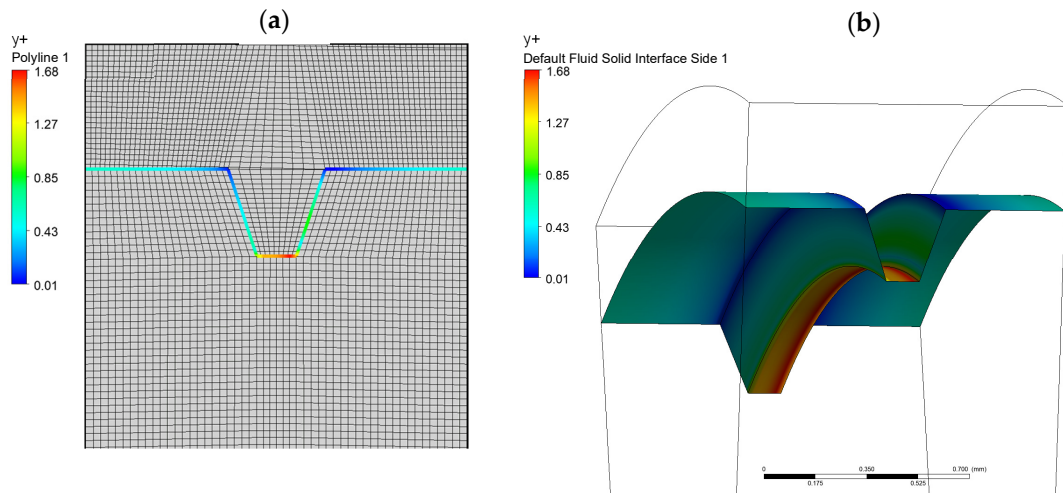 (a)
y+
Polyline 1
1.68
1.27
0.85
0.43
0.01
(b)
y+
Default Fluid Solid Interface Side 1
1.68
1.27
0.85
0.43
0.01
0 0.350 0.700 (mm)
0.175 0.525